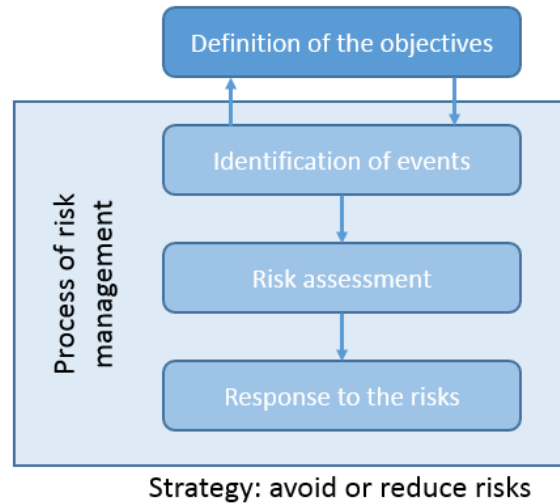 Definition of the objectives
Identification of events
Process of risk
management
Risk assessment
Response to the risks
Strategy: avoid or reduce risks